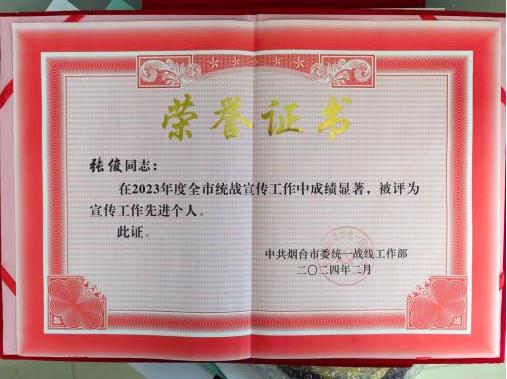 荣誉证书
张俊同志：
在2023年度全市统战宣传工作中成绩显著，被评为
宣传工作先进个人。
此证。
中共烟台市委统一战线工作部
二〇二四年二月